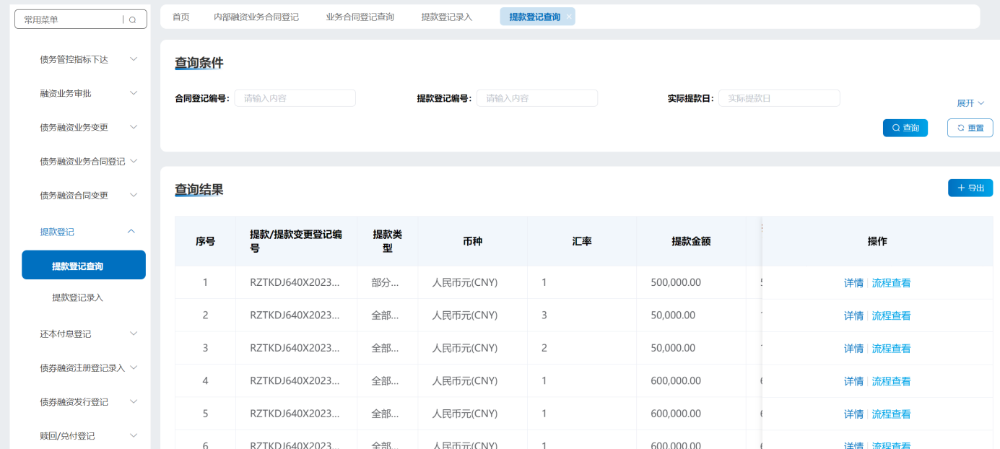 常用菜单
首页 内部融资业务合同登记 业务合同登记查询 提款登记录入 提款登记查询 ×
债务管控指标下达
融资业务审批
债务融资业务变更
债务融资业务合同登记
债务融资合同变更
提款登记
提款登记查询
提款登记录入
还本付息登记
债券融资注册登记录入
债券融资发行登记
赎回/兑付登记
查询条件
合同登记编号: 请输入内容 提款登记编号: 请输入内容 实际提款日: 实际提款日
展开
查询 重置
查询结果
+ 导出
序号 提款/提款变更登记编号 提款类型 币种 汇率 提款金额 操作
1 RZTKDJ640X2023... 部分... 人民币元(CNY) 1 500,000.00 详情 流程查看
2 RZTKDJ640X2023... 全部... 人民币元(CNY) 3 50,000.00 详情 流程查看
3 RZTKDJ640X2023... 全部... 人民币元(CNY) 2 50,000.00 详情 流程查看
4 RZTKDJ640X2023... 全部... 人民币元(CNY) 1 600,000.00 详情 流程查看
5 RZTKDJ640X2023... 全部... 人民币元(CNY) 1 600,000.00 详情 流程查看
6 RZTKDJ640X2023... 全部... 人民币元(CNY) 1 600,000.00 详情 流程查看